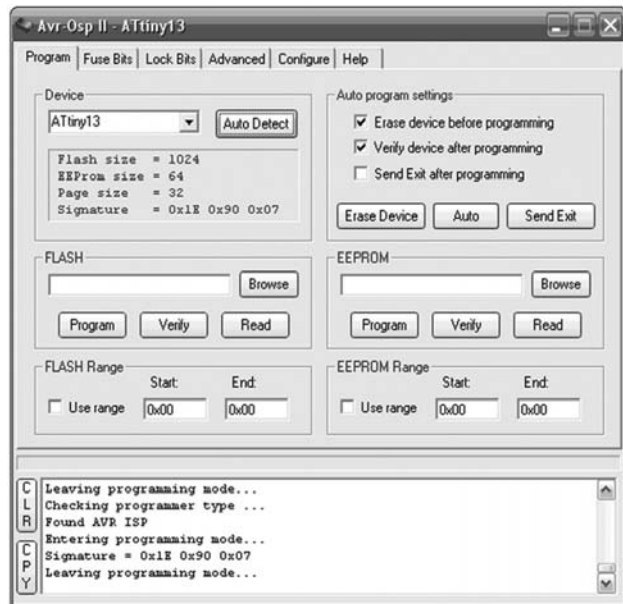 Avr-Osp II - ATtiny13
Program Fuse Bits Lock Bits Advanced Configure Help
Device
ATtiny13 Auto Detect
Flash size = 1024
EEProm size = 64
Page size = 32
Signature = 0x1E 0x90 0x07
Auto program settings
Erase device before programming
Verify device after programming
Send Exit after programming
Erase Device Auto Send Exit
FLASH
Browse
Program Verify Read
EEPROM
Browse
Program Verify Read
FLASH Range
Start: End:
Use range 0x00 0x00
EEPROM Range
Start: End:
Use range 0x00 0x00
CLR
CPY
Leaving programming mode...
Checking programmer type ...
Found AVR ISP
Entering programming mode...
Signature = 0x1E 0x90 0x07
Leaving programming mode...